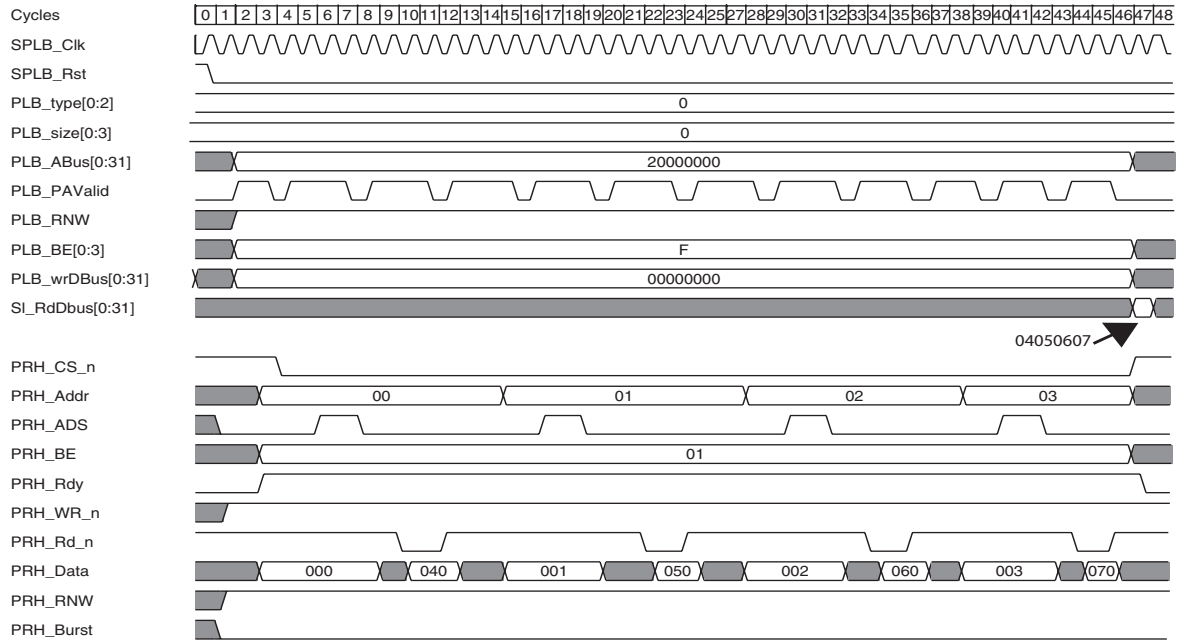 Cycles 0 1 2 3 4 5 6 7 8 9 10 11 12 13 14 15 16 17 18 19 20 21 22 23 24 25 26 27 28 29 30 31 32 33 34 35 36 37 38 39 40 41 42 43 44 45 46 47 48
SPLB_Clk
SPLB_Rst
PLB_type[0:2] 0
PLB_size[0:3] 0
PLB_ABus[0:31] 20000000
PLB_PAValid
PLB_RNW
PLB_BE[0:3] F
PLB_wrDBus[0:31] 00000000
Sl_RdDbus[0:31]
04050607
PRH_CS_n
PRH_Addr 00 01 02 03
PRH_ADS
PRH_BE 01
PRH_Rdy
PRH_WR_n
PRH_Rd_n
PRH_Data 000 040 001 050 002 060 003 070
PRH_RNW
PRH_Burst